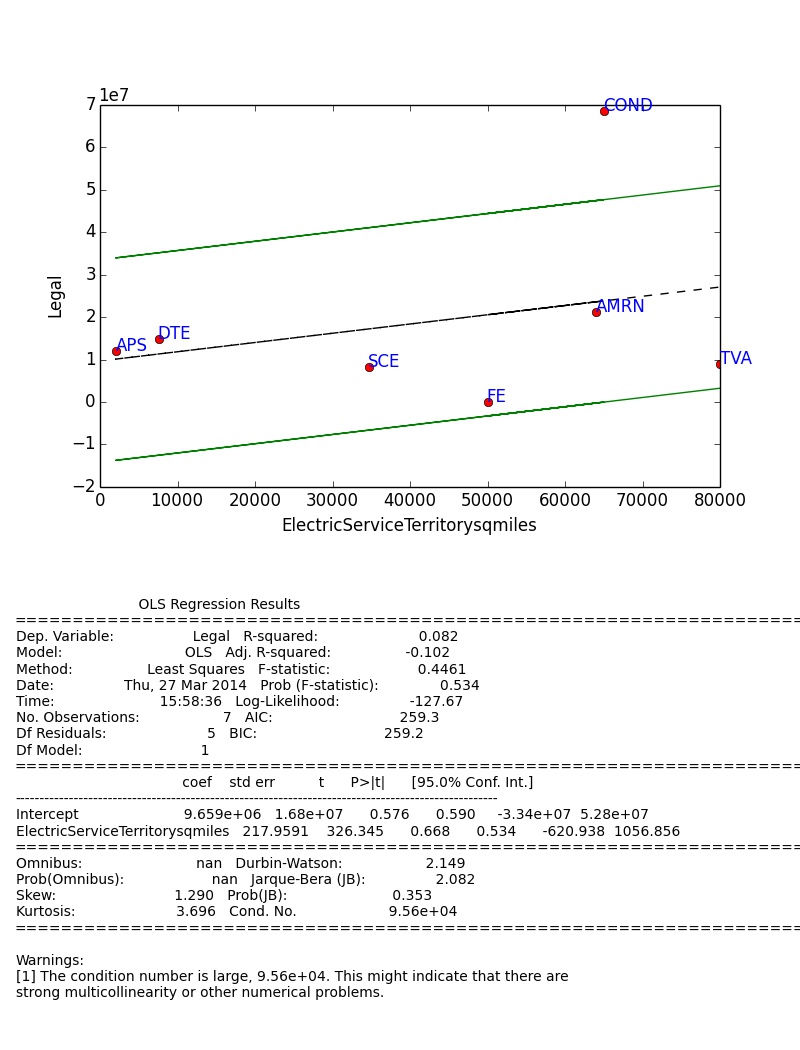 1e7
7
COND
6
5
4
3
Legal
2
AMRN
DTE
APS
1
SCE
TVA
0
FE
−1
−2
0 10000 20000 30000 40000 50000 60000 70000 80000
ElectricServiceTerritorysqmiles
OLS Regression Results
==============================================================================
Dep. Variable: Legal R-squared: 0.082
Model: OLS Adj. R-squared: -0.102
Method: Least Squares F-statistic: 0.4461
Date: Thu, 27 Mar 2014 Prob (F-statistic): 0.534
Time: 15:58:36 Log-Likelihood: -127.67
No. Observations: 7 AIC: 259.3
Df Residuals: 5 BIC: 259.2
Df Model: 1
==============================================================================
coef std err t P>|t| [95.0% Conf. Int.]
------------------------------------------------------------------------------
Intercept 9.659e+06 1.68e+07 0.576 0.590 -3.34e+07 5.28e+07
ElectricServiceTerritorysqmiles 217.9591 326.345 0.668 0.534 -620.938 1056.856
==============================================================================
Omnibus: nan Durbin-Watson: 2.149
Prob(Omnibus): nan Jarque-Bera (JB): 2.082
Skew: 1.290 Prob(JB): 0.353
Kurtosis: 3.696 Cond. No. 9.56e+04
==============================================================================
Warnings:
[1] The condition number is large, 9.56e+04. This might indicate that there are
strong multicollinearity or other numerical problems.